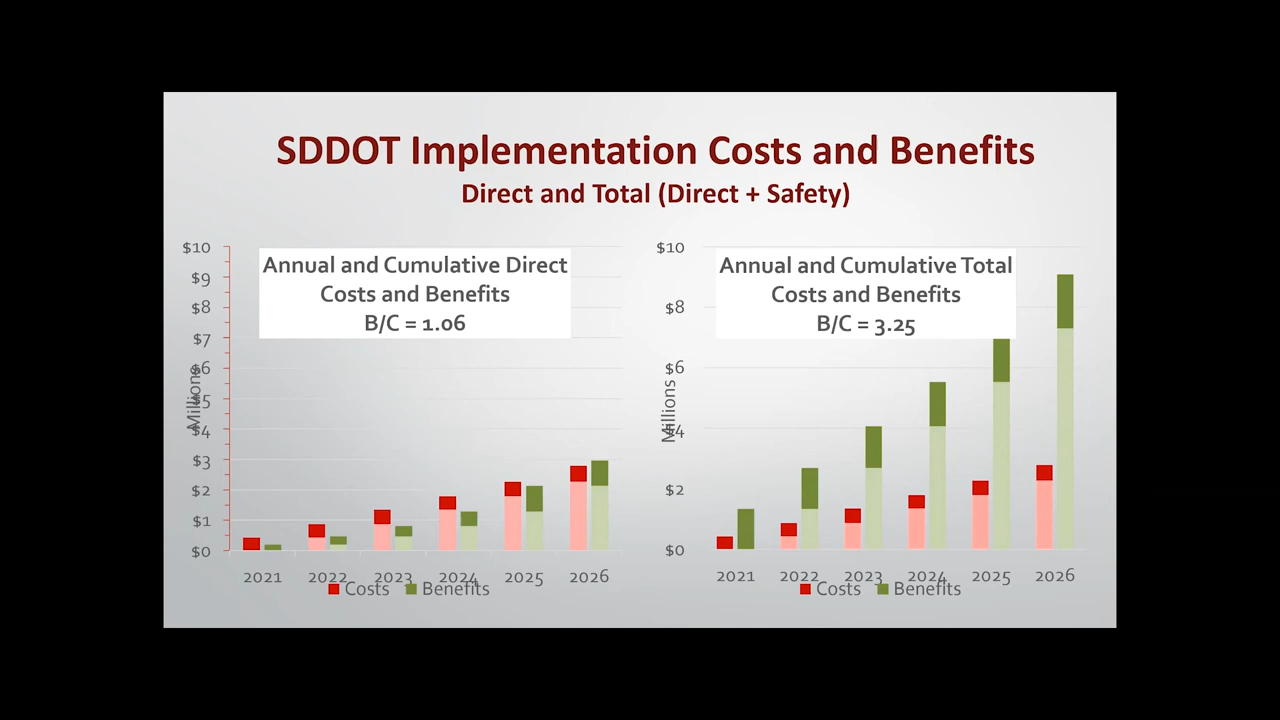 SDDOT Implementation Costs and Benefits
Direct and Total (Direct + Safety)
Annual and Cumulative Direct
Costs and Benefits
B/C = 1.06
$10
$9
$8
$7
$6
$5
$4
$3
$2
$1
$0
Millions
2021 2022 2023 2024 2025 2026
Costs Benefits
Annual and Cumulative Total
Costs and Benefits
B/C = 3.25
$10
$8
$6
$4
$2
$0
Millions
2021 2022 2023 2024 2025 2026
Costs Benefits